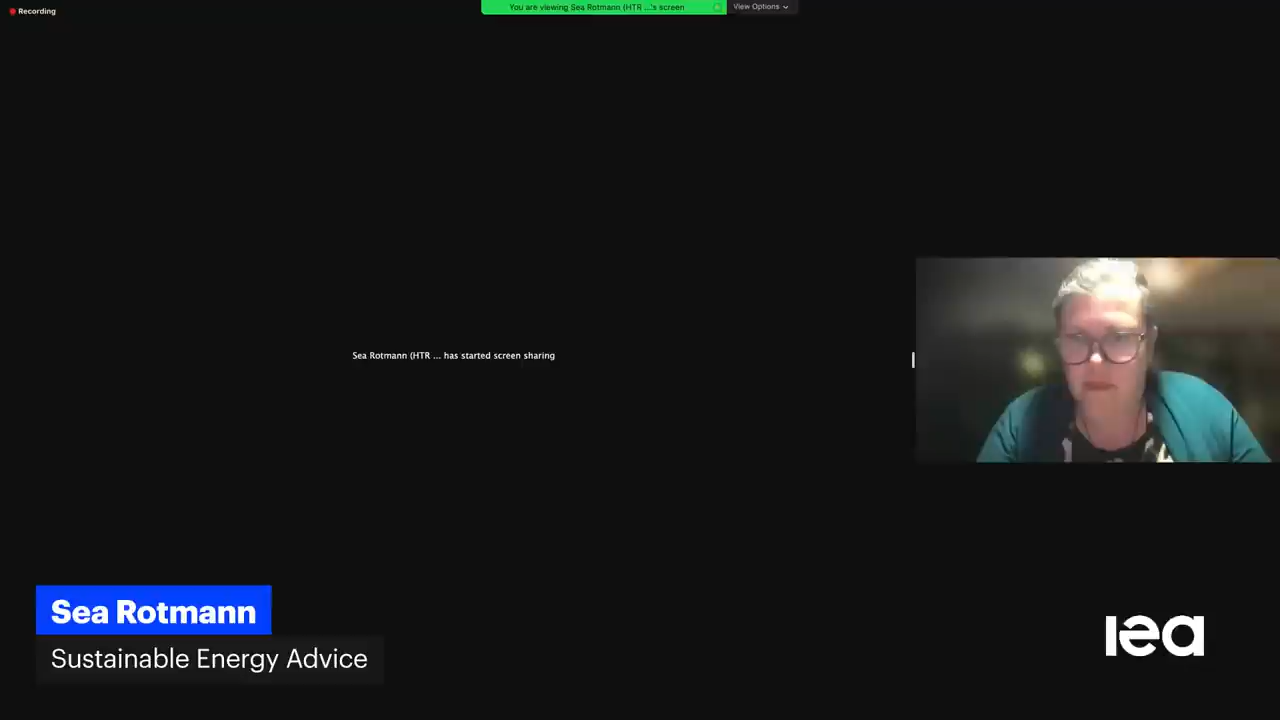 Recording
You are viewing Sea Rotmann (HTR ...'s screen
View Options
Sea Rotmann (HTR ... has started screen sharing
Sea Rotmann
Sustainable Energy Advice
iea